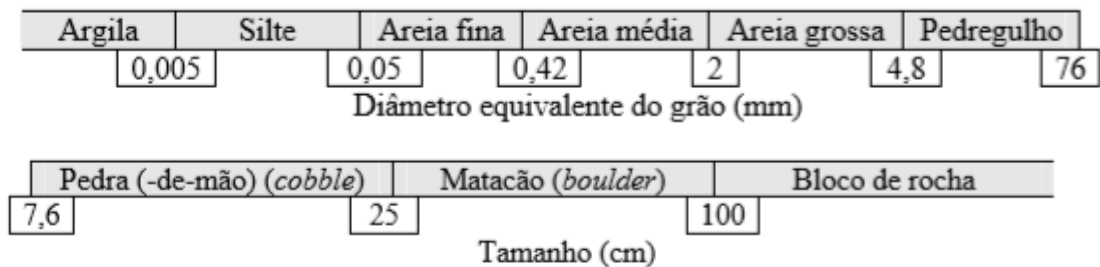 Argila Silte Areia fina Areia média Areia grossa Pedregulho
0,005 0,05 0,42 2 4,8 76
Diâmetro equivalente do grão (mm)
Pedra (-de-mão) (cobble) Matacão (boulder) Bloco de rocha
7,6 25 100
Tamanho (cm)